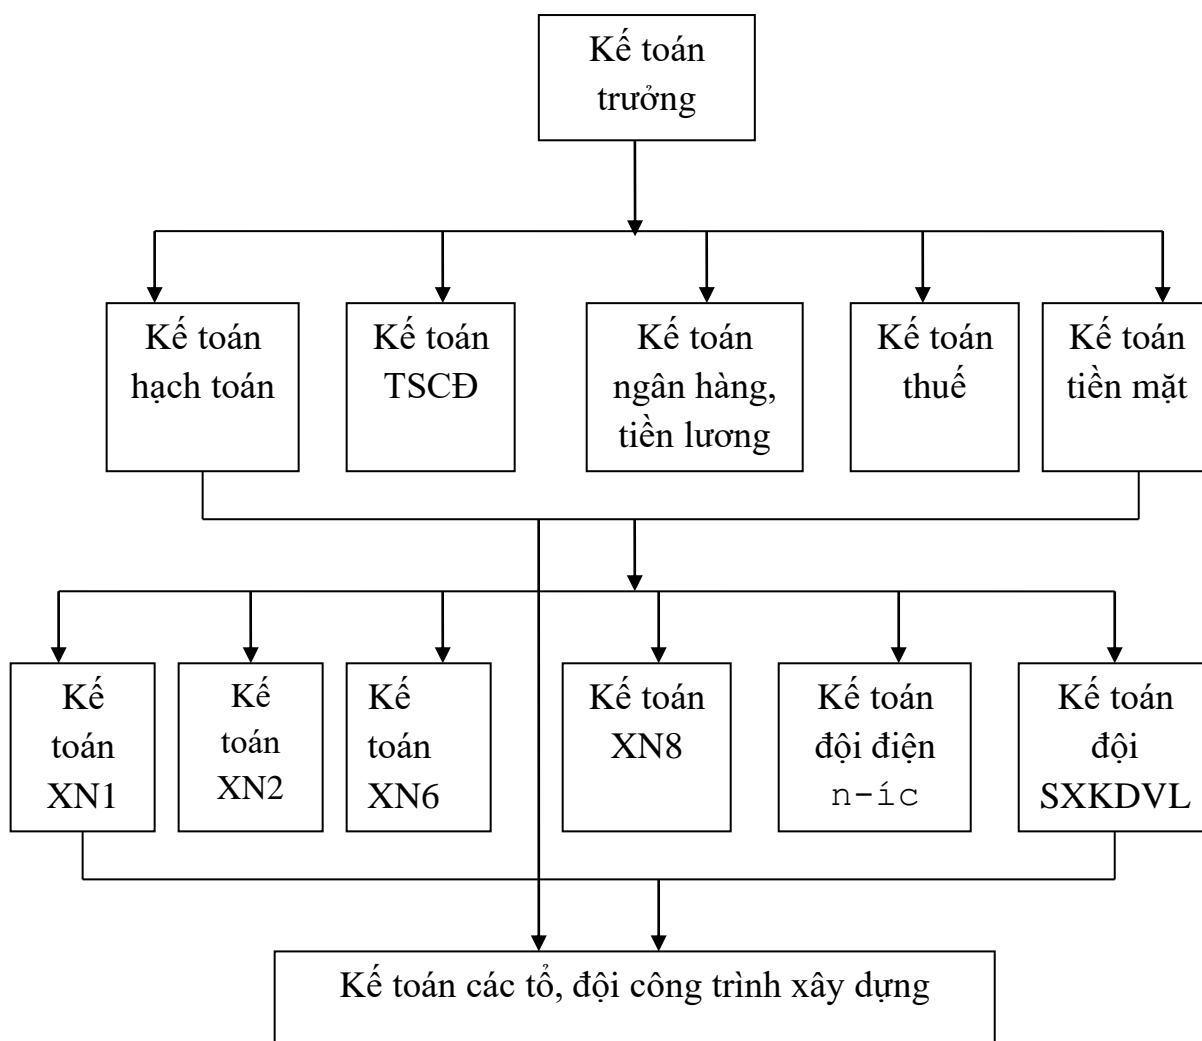 Kế toán
trưởng
Kế toán
hạch toán
Kế toán
TSCĐ
Kế toán
ngân hàng,
tiền lương
Kế toán
thuế
Kế toán
tiền mặt
Kế
toán
XN1
Kế
toán
XN2
Kế
toán
XN6
Kế toán
XN8
Kế toán
đội điện
n-íc
Kế toán
đội
SXKDVL
Kế toán các tổ, đội công trình xây dựng